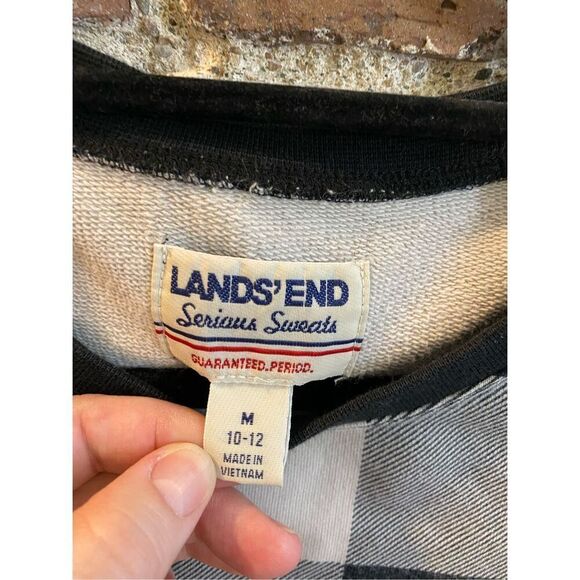 LANDS' END
Serious Sweats
GUARANTEED. PERIOD.
M
10-12
MADE IN
VIETNAM